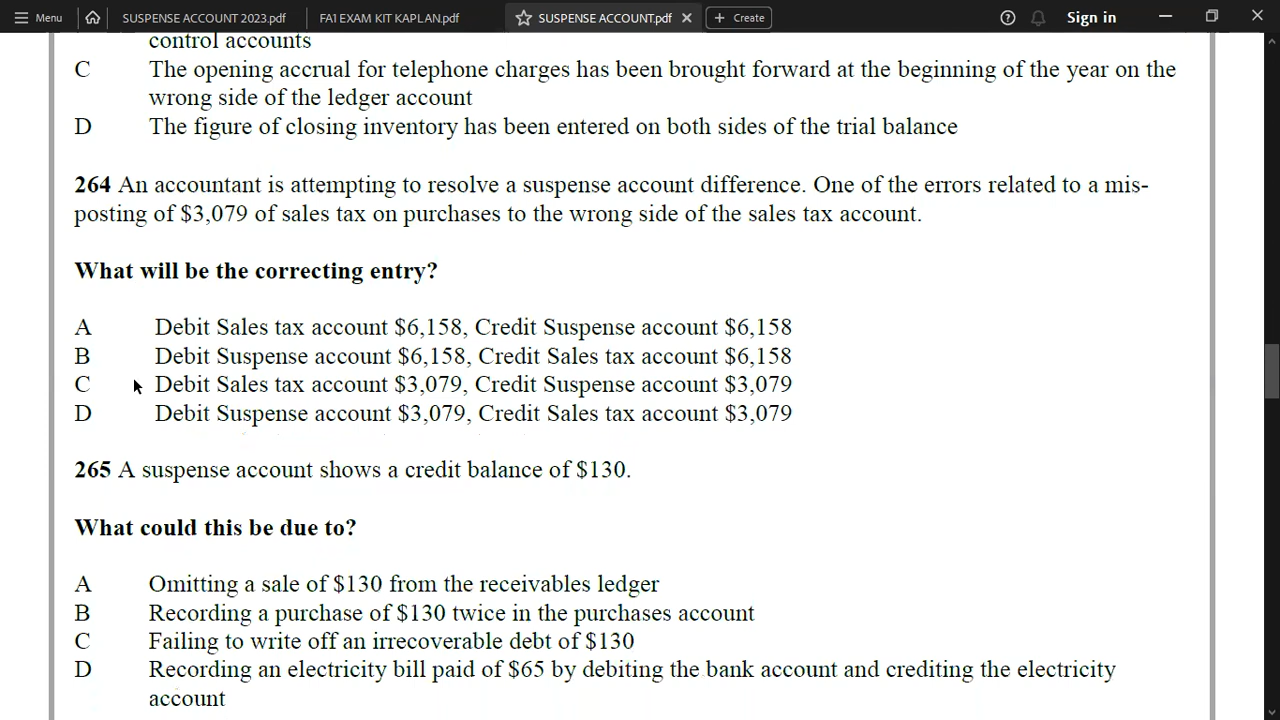 Menu
SUSPENSE ACCOUNT 2023.pdf
FA1 EXAM KIT KAPLAN.pdf
SUSPENSE ACCOUNT.pdf
Create
Sign in
control accounts
C The opening accrual for telephone charges has been brought forward at the beginning of the year on the
wrong side of the ledger account
D The figure of closing inventory has been entered on both sides of the trial balance
264 An accountant is attempting to resolve a suspense account difference. One of the errors related to a mis-
posting of $3,079 of sales tax on purchases to the wrong side of the sales tax account.
What will be the correcting entry?
A Debit Sales tax account $6,158, Credit Suspense account $6,158
B Debit Suspense account $6,158, Credit Sales tax account $6,158
C Debit Sales tax account $3,079, Credit Suspense account $3,079
D Debit Suspense account $3,079, Credit Sales tax account $3,079
265 A suspense account shows a credit balance of $130.
What could this be due to?
A Omitting a sale of $130 from the receivables ledger
B Recording a purchase of $130 twice in the purchases account
C Failing to write off an irrecoverable debt of $130
D Recording an electricity bill paid of $65 by debiting the bank account and crediting the electricity
account